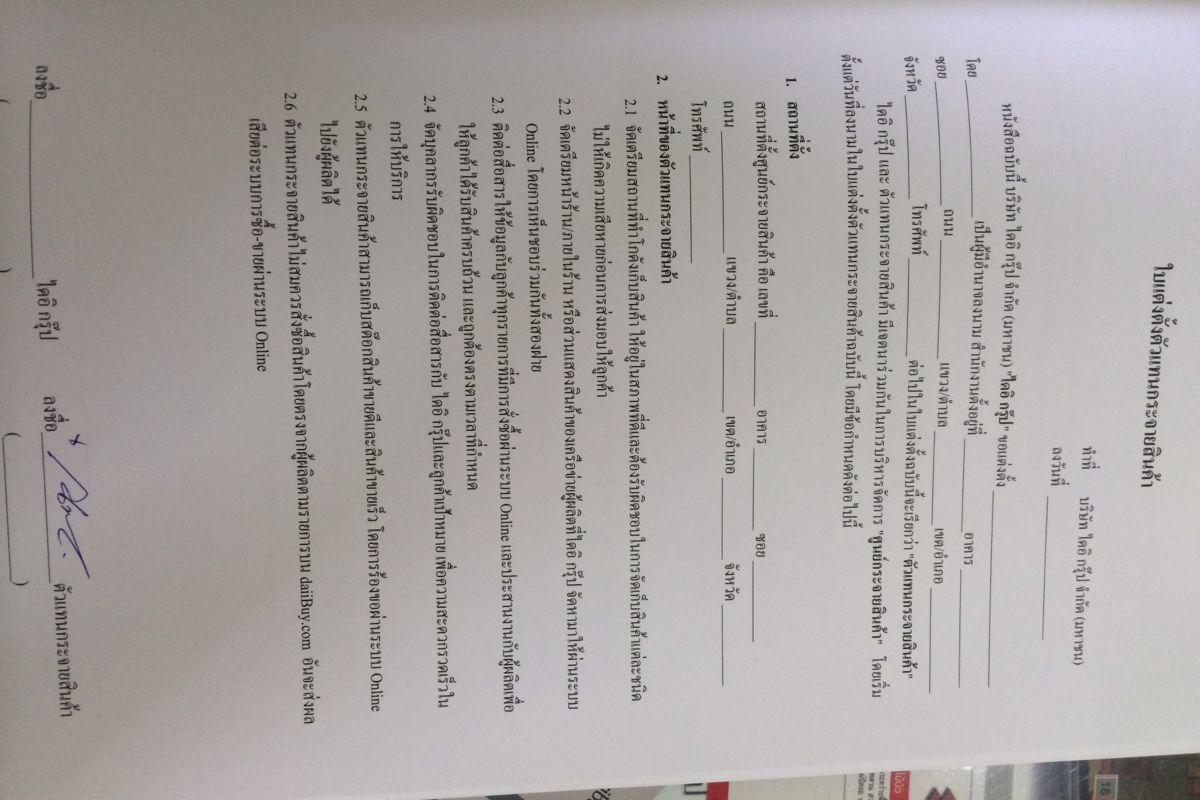 ใบแต่งตั้งตัวแทนกระจายสินค้า
ทำที่ บริษัท ไดอิ กรุ๊ป จำกัด (มหาชน)
ลงวันที่
หนังสือฉบับนี้ บริษัท ไดอิ กรุ๊ป จำกัด (มหาชน) "ไดอิ กรุ๊ป" ขอแต่งตั้ง
โดย เป็นผู้มีอำนาจลงนาม สำนักงานตั้งอยู่ที่ อาคาร
ซอย ถนน แขวง/ตำบล เขต/อำเภอ
จังหวัด โทรศัพท์ ต่อไปในใบแต่งตั้งฉบับนี้จะเรียกว่า "ตัวแทนกระจายสินค้า"
ไดอิ กรุ๊ป และ ตัวแทนกระจายสินค้า มีเจตนาร่วมกันในการบริหารจัดการ "ศูนย์กระจายสินค้า" โดยเริ่ม
ตั้งแต่วันที่ลงนามในใบแต่งตั้งตัวแทนกระจายสินค้าฉบับนี้ โดยมีข้อกำหนดดังต่อไปนี้
1. สถานที่ตั้ง
สถานที่ตั้งศูนย์กระจายสินค้า คือ เลขที่ อาคาร ซอย
ถนน แขวง/ตำบล เขต/อำเภอ จังหวัด
โทรศัพท์
2. หน้าที่ของตัวแทนกระจายสินค้า
2.1 จัดเตรียมสถานที่ทำโกดังเก็บสินค้า ให้อยู่ในสภาพที่ดีและต้องรับผิดชอบในการจัดเก็บสินค้าแต่ละชนิด
ไม่ให้เกิดความเสียหายก่อนการส่งมอบให้ลูกค้า
2.2 จัดเตรียมหน้าร้าน/ภายในร้าน หรือส่วนแสดงสินค้าของเครือข่ายผู้ผลิตที่ไดอิ กรุ๊ป จัดหามาให้ผ่านระบบ
Online โดยการเห็นชอบร่วมกันทั้งสองฝ่าย
2.3 ติดต่อสื่อสารให้ข้อมูลกับลูกค้าทุกรายการที่มีการสั่งซื้อผ่านระบบ Online และประสานงานกับผู้ผลิตเพื่อ
ให้ลูกค้าได้รับสินค้าครบถ้วน และถูกต้องตรงตามเวลาที่กำหนด
2.4 จัดบุคลากรรับผิดชอบในการติดต่อสื่อสารกับ ไดอิ กรุ๊ปและลูกค้าเป้าหมาย เพื่อความสะดวกรวดเร็วใน
การให้บริการ
2.5 ตัวแทนกระจายสินค้าสามารถเก็บสต๊อกสินค้าขายดีและสินค้าขายเร็ว โดยการร้องขอผ่านระบบ Online
ไปยังผู้ผลิตได้
2.6 ตัวแทนกระจายสินค้าไม่สมควรสั่งซื้อสินค้าโดยตรงจากผู้ผลิตตามรายการบน daiiBuy.com อันจะส่งผล
เสียต่อระบบการซื้อ-ขายผ่านระบบ Online
ลงชื่อ ไดอิ กรุ๊ป ลงชื่อ ตัวแทนกระจายสินค้า